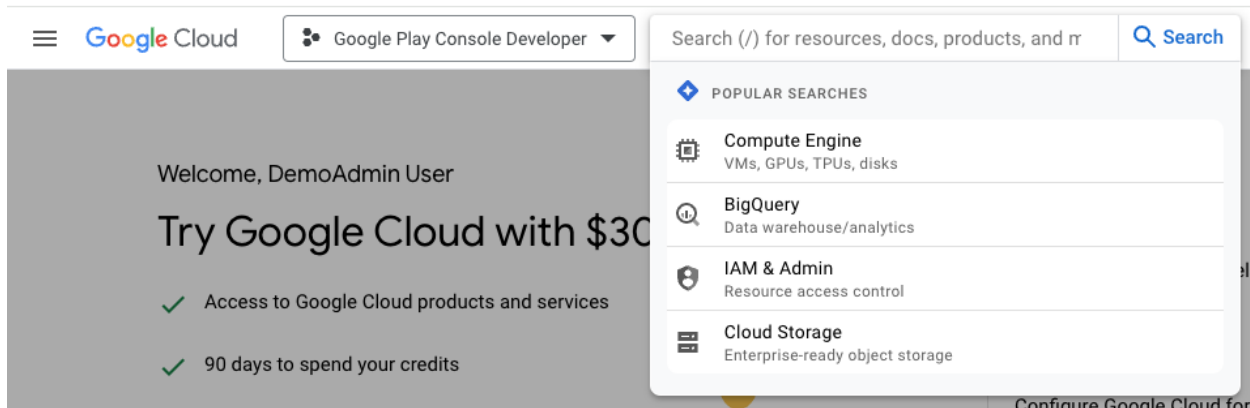 Google Cloud
Google Play Console Developer
Search (/) for resources, docs, products, and m
Search
POPULAR SEARCHES
Compute Engine
VMs, GPUs, TPUs, disks
BigQuery
Data warehouse/analytics
IAM & Admin
Resource access control
Cloud Storage
Enterprise-ready object storage
Welcome, DemoAdmin User
Try Google Cloud with $30
Access to Google Cloud products and services
90 days to spend your credits
Configure Google Cloud for